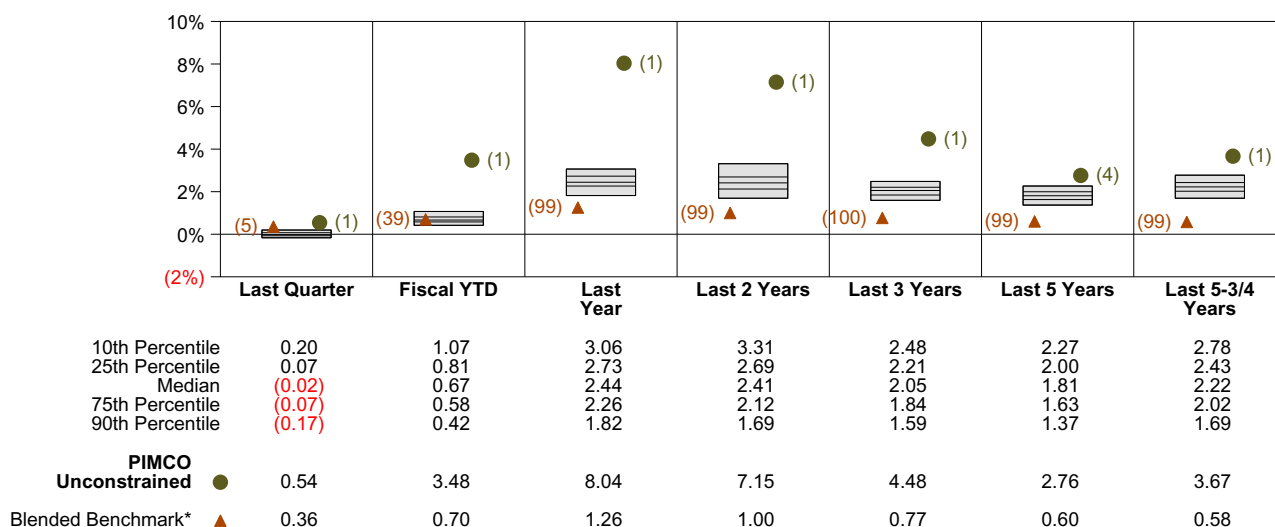 10%
8%
6%
4%
2%
0%
(2%)
(5) (1)
(39) (1)
(99) (1)
(99) (1)
(100) (1)
(99) (4)
(99) (1)
Last Quarter Fiscal YTD Last Year Last 2 Years Last 3 Years Last 5 Years Last 5-3/4 Years
10th Percentile 0.20 1.07 3.06 3.31 2.48 2.27 2.78
25th Percentile 0.07 0.81 2.73 2.69 2.21 2.00 2.43
Median (0.02) 0.67 2.44 2.41 2.05 1.81 2.22
75th Percentile (0.07) 0.58 2.26 2.12 1.84 1.63 2.02
90th Percentile (0.17) 0.42 1.82 1.69 1.59 1.37 1.69
PIMCO
Unconstrained 0.54 3.48 8.04 7.15 4.48 2.76 3.67
Blended Benchmark* 0.36 0.70 1.26 1.00 0.77 0.60 0.58